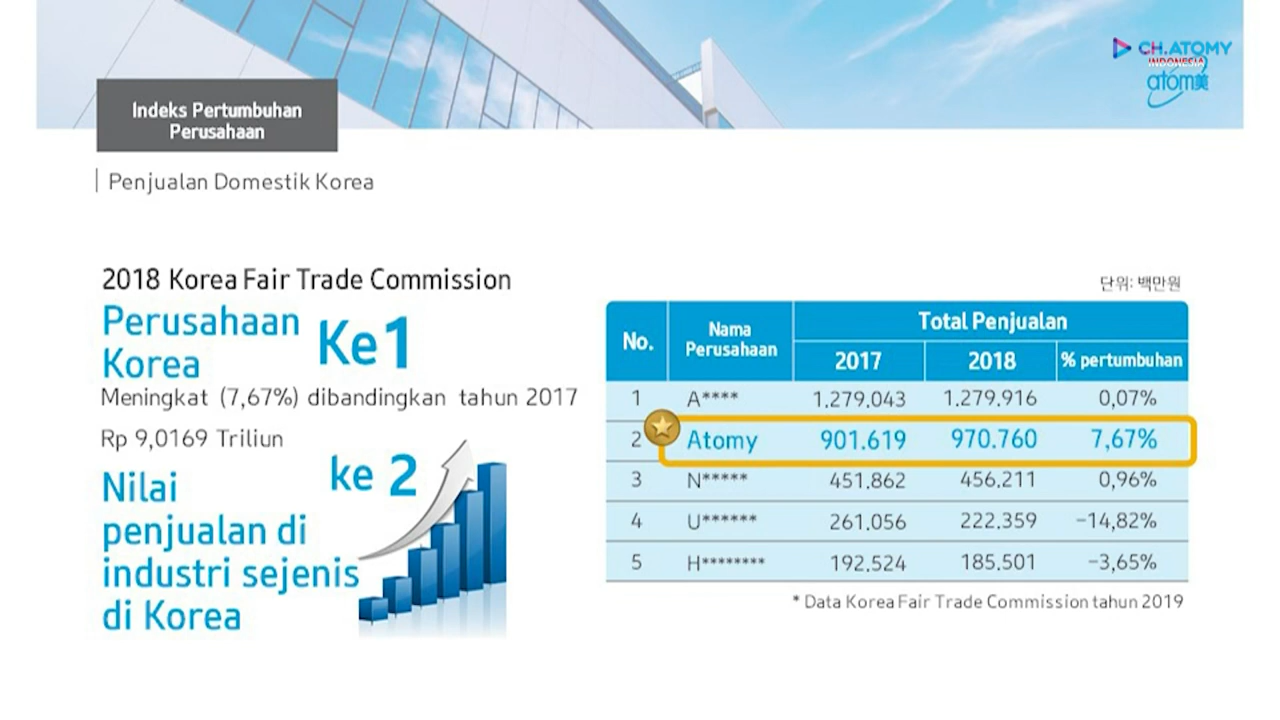 CH.ATOMY
INDONESIA
atom美
Indeks Pertumbuhan
Perusahaan
Penjualan Domestik Korea
2018 Korea Fair Trade Commission
Perusahaan
Korea
Ke1
Meningkat (7,67%) dibandingkan tahun 2017
Rp 9,0169 Triliun
ke 2
Nilai
penjualan di
industri sejenis
di Korea
단위: 백만원
No. Nama Perusahaan Total Penjualan
2017 2018 % pertumbuhan
1 A**** 1.279.043 1.279.916 0,07%
2 Atomy 901.619 970.760 7,67%
3 N***** 451.862 456.211 0,96%
4 U****** 261.056 222.359 -14,82%
5 H******** 192.524 185.501 -3,65%
* Data Korea Fair Trade Commission tahun 2019